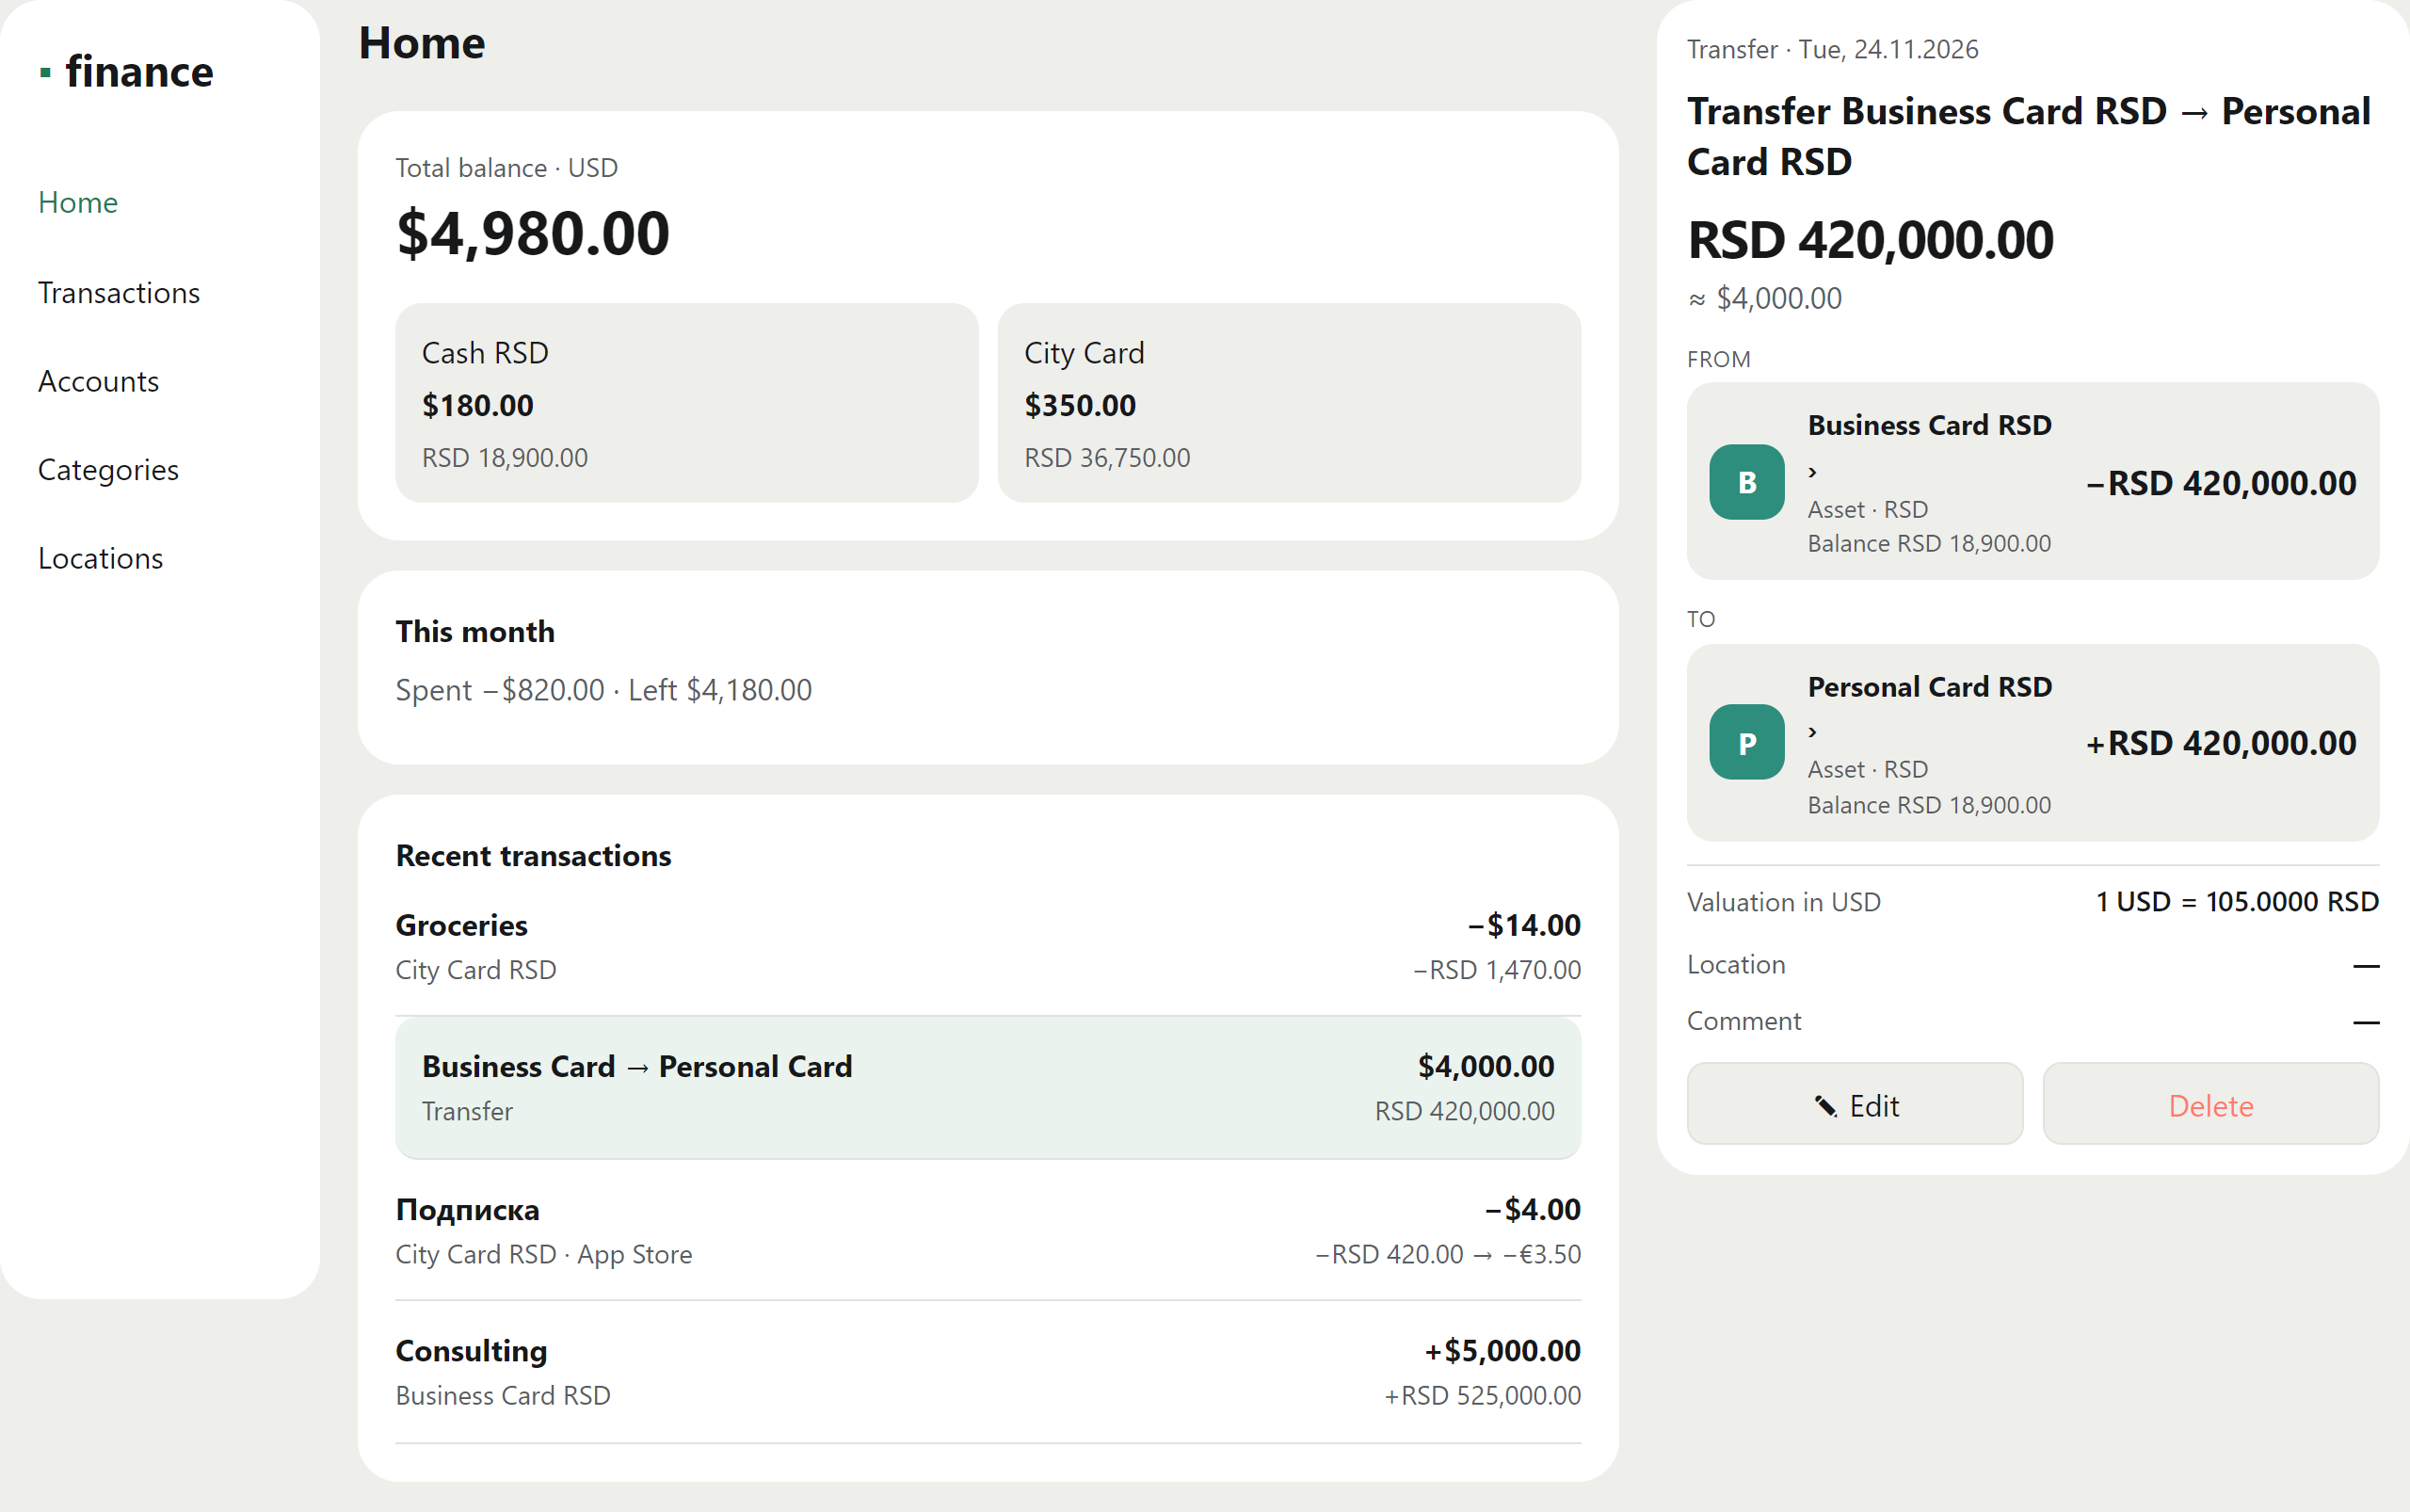 finance
Home
Transactions
Accounts
Categories
Locations
Home
Total balance · USD
$4,980.00
Cash RSD
$180.00
RSD 18,900.00
City Card
$350.00
RSD 36,750.00
This month
Spent −$820.00 · Left $4,180.00
Recent transactions
Groceries −$14.00
City Card RSD −RSD 1,470.00
Business Card → Personal Card $4,000.00
Transfer RSD 420,000.00
Подписка −$4.00
City Card RSD · App Store −RSD 420.00 → −€3.50
Consulting +$5,000.00
Business Card RSD +RSD 525,000.00
Transfer · Tue, 24.11.2026
Transfer Business Card RSD → Personal
Card RSD
RSD 420,000.00
≈ $4,000.00
FROM
B
Business Card RSD
›
Asset · RSD
Balance RSD 18,900.00
−RSD 420,000.00
TO
P
Personal Card RSD
›
Asset · RSD
Balance RSD 18,900.00
+RSD 420,000.00
Valuation in USD 1 USD = 105.0000 RSD
Location —
Comment —
Edit
Delete